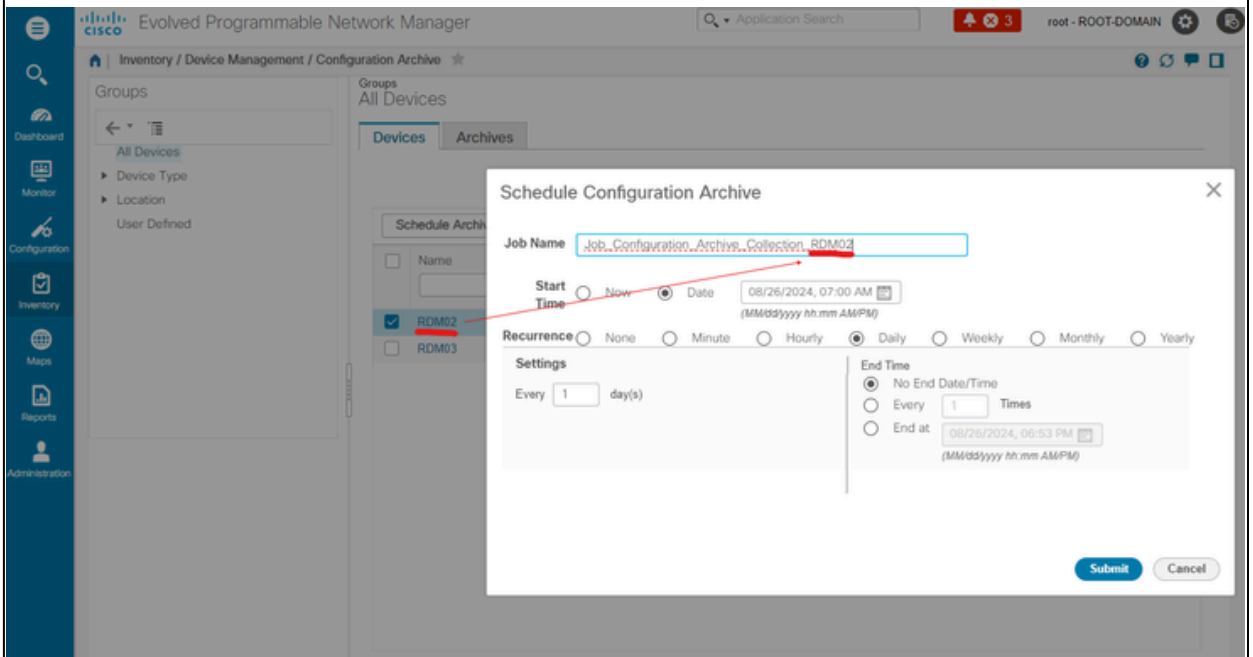 cisco Evolved Programmable Network Manager
Application Search
3
root - ROOT-DOMAIN
Inventory / Device Management / Configuration Archive
Dashboard
Monitor
Configuration
Inventory
Maps
Reports
Administration
Groups
All Devices
Device Type
Location
User Defined
Groups
All Devices
Devices Archives
Schedule Archiv
Name
RDM02
RDM03
Schedule Configuration Archive
Job Name Job_Configuration_Archive_Collection_RDM02
Start Time Now Date 08/26/2024, 07:00 AM
(MM/dd/yyyy hh:mm AM/PM)
Recurrence None Minute Hourly Daily Weekly Monthly Yearly
Settings
Every 1 day(s)
End Time
No End Date/Time
Every 1 Times
End at 08/26/2024, 06:53 PM
(MM/dd/yyyy hh:mm AM/PM)
Submit Cancel